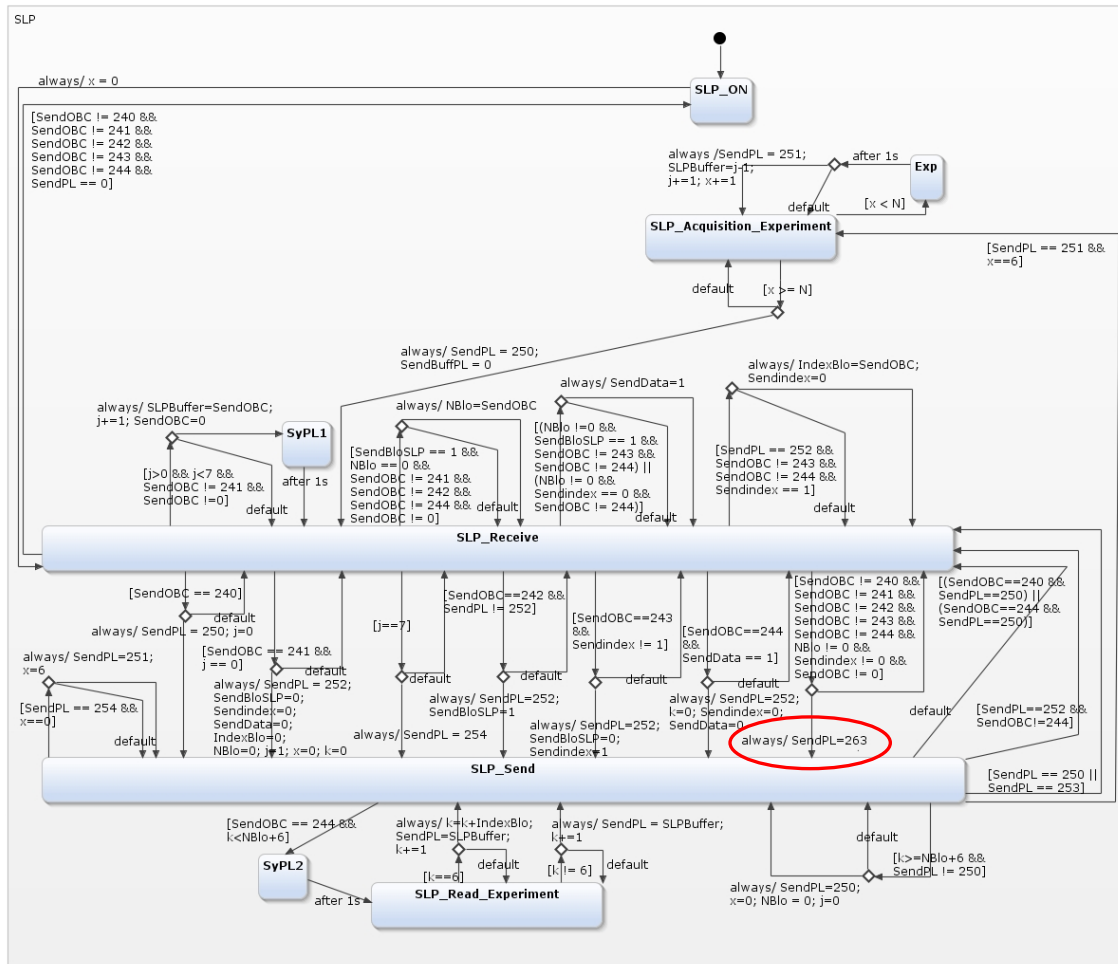 SLP
always/ x = 0
SLP_ON
[SendOBC != 240 &&
SendOBC != 241 &&
SendOBC != 242 &&
SendOBC != 243 &&
SendOBC != 244 &&
SendPL == 0]
always /SendPL = 251;
SLPBuffer=j-1;
j+=1; x+=1
after 1s
Exp
default
[x < N]
SLP_Acquisition_Experiment
[SendPL == 251 &&
x==6]
default
[x >= N]
always/ SendPL = 250;
SendBuffPL = 0
always/ SLPBuffer=SendOBC;
j+=1; SendOBC=0
SyPL1
[j>0 && j<7 &&
SendOBC != 241 &&
SendOBC !=0]
after 1s
default
always/ NBlo=SendOBC
[SendBloSLP == 1 &&
NBlo == 0 &&
SendOBC != 241 &&
SendOBC != 242 &&
SendOBC != 244 &&
SendOBC != 0]
default
always/ SendData=1
[(NBlo !=0 &&
SendBloSLP == 1 &&
SendOBC != 243 &&
SendOBC != 244) ||
(NBlo != 0 &&
Sendindex == 0 &&
SendOBC != 244)]
default
always/ IndexBlo=SendOBC;
Sendindex=0
[SendPL == 252 &&
SendOBC != 243 &&
SendOBC != 244 &&
Sendindex == 1]
default
SLP_Receive
[SendOBC == 240]
default
always/ SendPL = 250; j=0
[SendOBC == 241 &&
j == 0]
default
always/ SendPL = 252;
SendBloSLP=0;
Sendindex=0;
SendData=0;
IndexBlo=0;
NBlo=0; j=1; x=0; k=0
[j==7]
default
always/ SendPL = 254
[SendOBC==242 &&
SendPL != 252]
default
always/ SendPL=252;
SendBloSLP=1
[SendOBC==243
&&
Sendindex != 1]
default
always/ SendPL=252;
SendBloSLP=0;
Sendindex=1
[SendOBC==244
&&
SendData == 1]
default
always/ SendPL=252;
k=0; Sendindex=0;
SendData=0
[SendOBC != 240 &&
SendOBC != 241 &&
SendOBC != 242 &&
SendOBC != 243 &&
SendOBC != 244 &&
NBlo != 0 &&
Sendindex != 0 &&
SendOBC != 0]
default
always/ SendPL=263
[(SendOBC==240 &&
SendPL==250) ||
(SendOBC==244 &&
SendPL==250)]
default
[SendPL==252 &&
SendOBC!=244]
[SendPL == 250 ||
SendPL == 253]
always/ SendPL=251;
x=6
[SendPL == 254 &&
x==0]
default
SLP_Send
[SendOBC == 244 &&
k<NBlo+6]
SyPL2
after 1s
always/ k=k+IndexBlo;
SendPL=SLPBuffer;
k+=1
default
[k==6]
always/ SendPL = SLPBuffer;
k+=1
default
[k != 6]
SLP_Read_Experiment
default
[k>=NBlo+6 &&
SendPL != 250]
always/ SendPL=250;
x=0; NBlo = 0; j=0